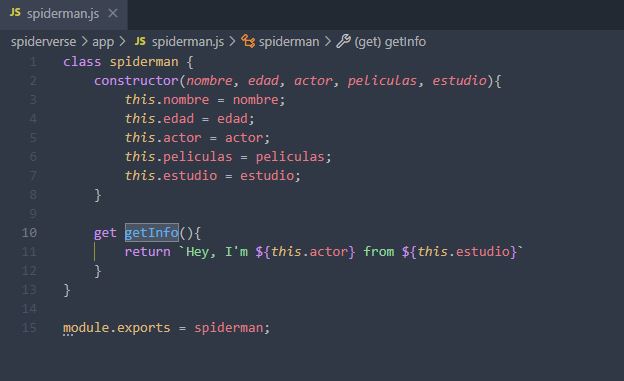 JS spiderman.js ×
spiderverse > app > JS spiderman.js > spiderman > (get) getInfo
1 class spiderman {
2     constructor(nombre, edad, actor, peliculas, estudio){
3         this.nombre = nombre;
4         this.edad = edad;
5         this.actor = actor;
6         this.peliculas = peliculas;
7         this.estudio = estudio;
8     }
9
10     get getInfo(){
11         return `Hey, I'm ${this.actor} from ${this.estudio}`
12     }
13 }
14
15 module.exports = spiderman;